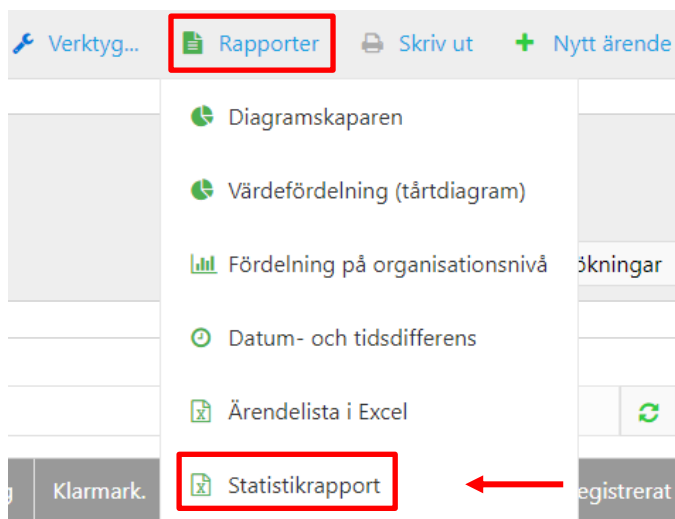 Verktyg... Rapporter Skriv ut Nytt ärende
Diagramskaparen
Värdefördelning (tårtdiagram)
Fördelning på organisationsnivå ökningar
Datum- och tidsdifferens
Ärendelista i Excel
Klarmark. Statistikrapport egistrerat